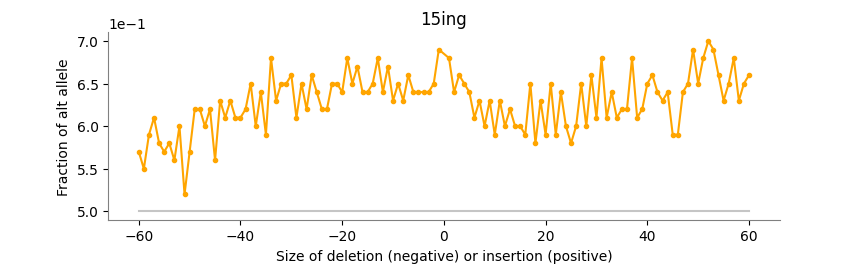 15ing
1e−1
7.0
6.5
6.0
5.5
5.0
Fraction of alt allele
−60 −40 −20 0 20 40 60
Size of deletion (negative) or insertion (positive)